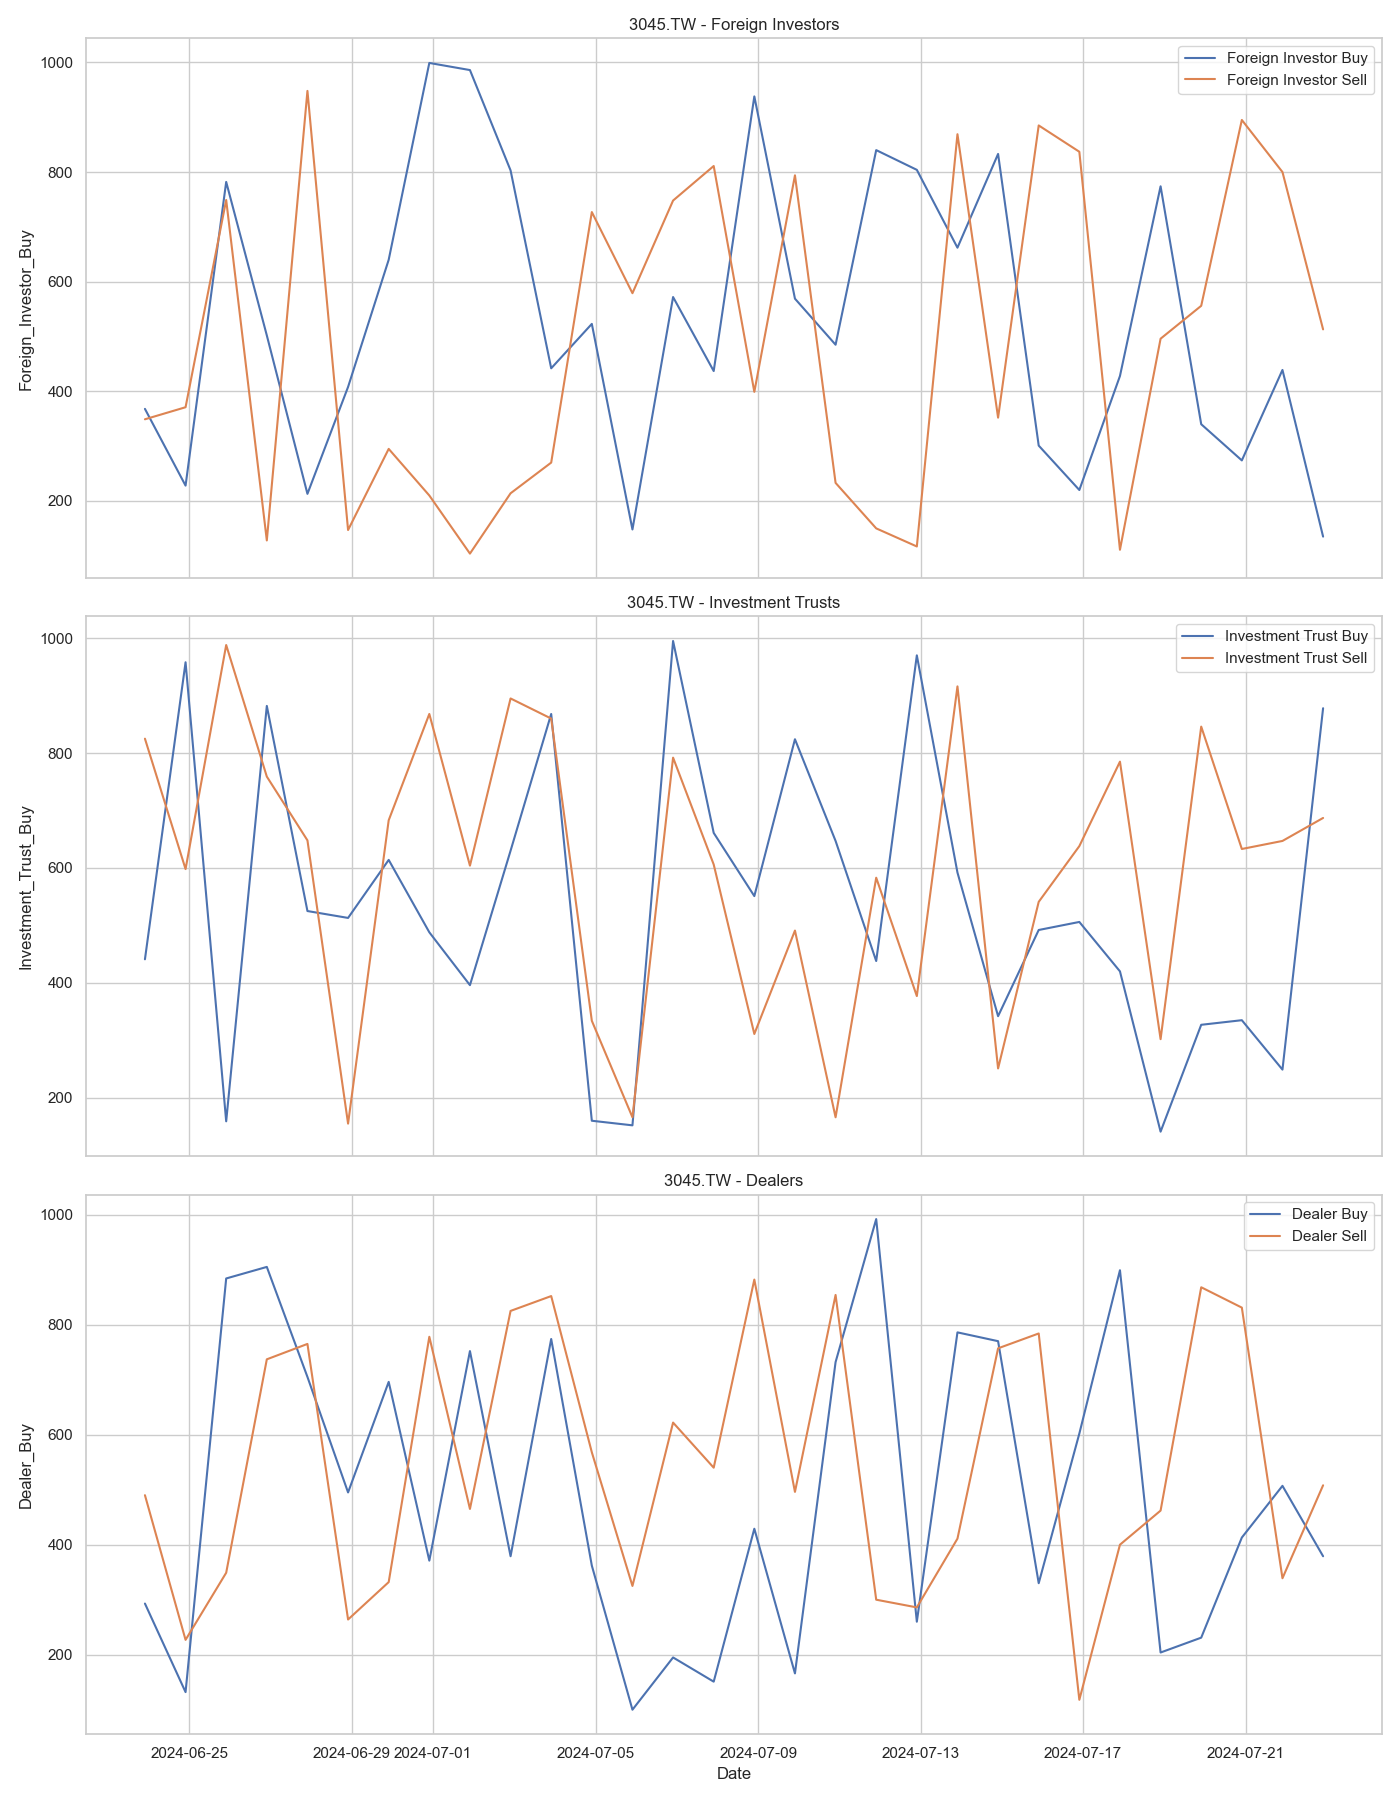 3045.TW - Foreign Investors
Foreign_Investor_Buy
1000
800
600
400
200
Foreign Investor Buy
Foreign Investor Sell
3045.TW - Investment Trusts
Investment_Trust_Buy
1000
800
600
400
200
Investment Trust Buy
Investment Trust Sell
3045.TW - Dealers
Dealer_Buy
1000
800
600
400
200
Dealer Buy
Dealer Sell
2024-06-25 2024-06-29 2024-07-01 2024-07-05 2024-07-09 2024-07-13 2024-07-17 2024-07-21
Date